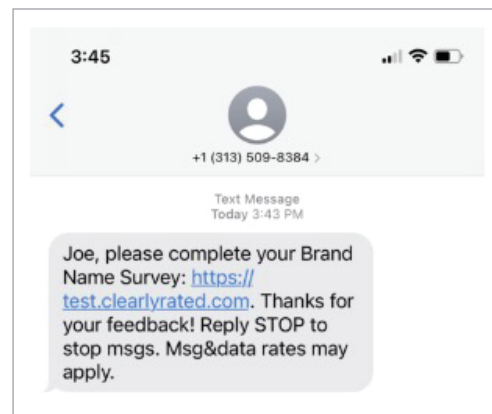 3:45
+1 (313) 509-8384 >
Text Message
Today 3:43 PM
Joe, please complete your Brand
Name Survey: https://
test.clearlyrated.com. Thanks for
your feedback! Reply STOP to
stop msgs. Msg&data rates may
apply.